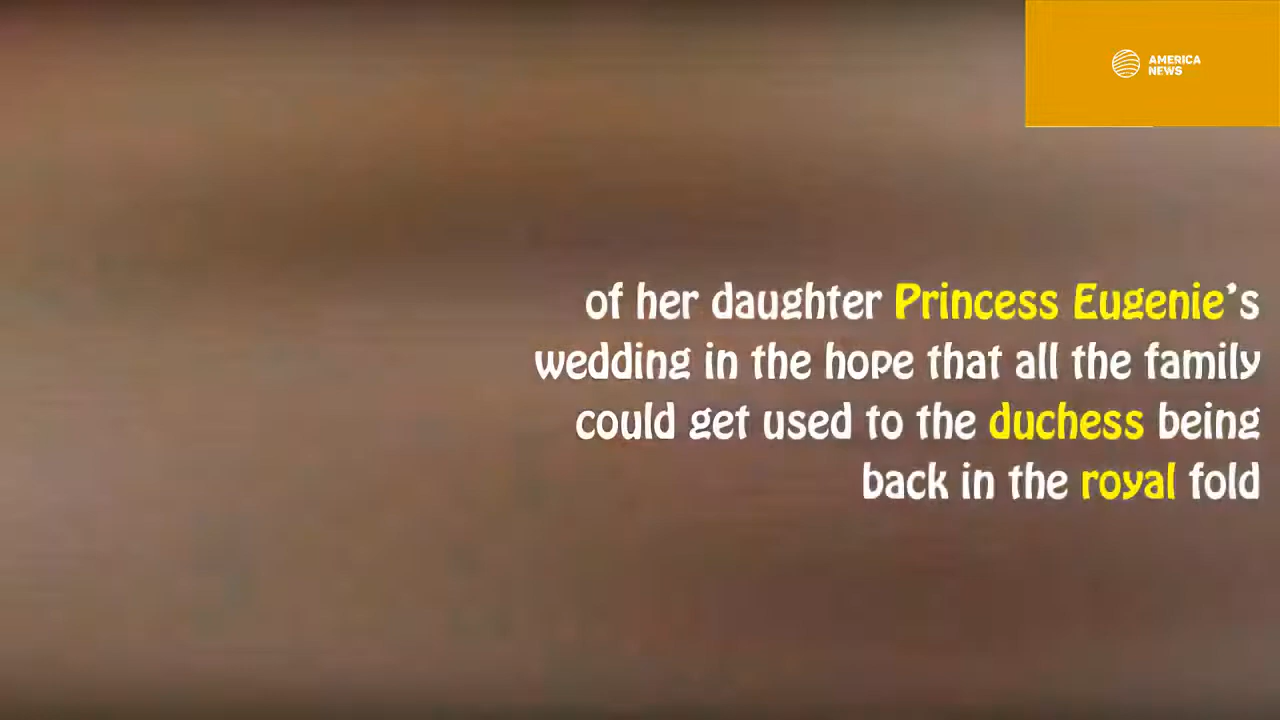 AMERICA
NEWS
of her daughter Princess Eugenie's
wedding in the hope that all the family
could get used to the duchess being
back in the royal fold